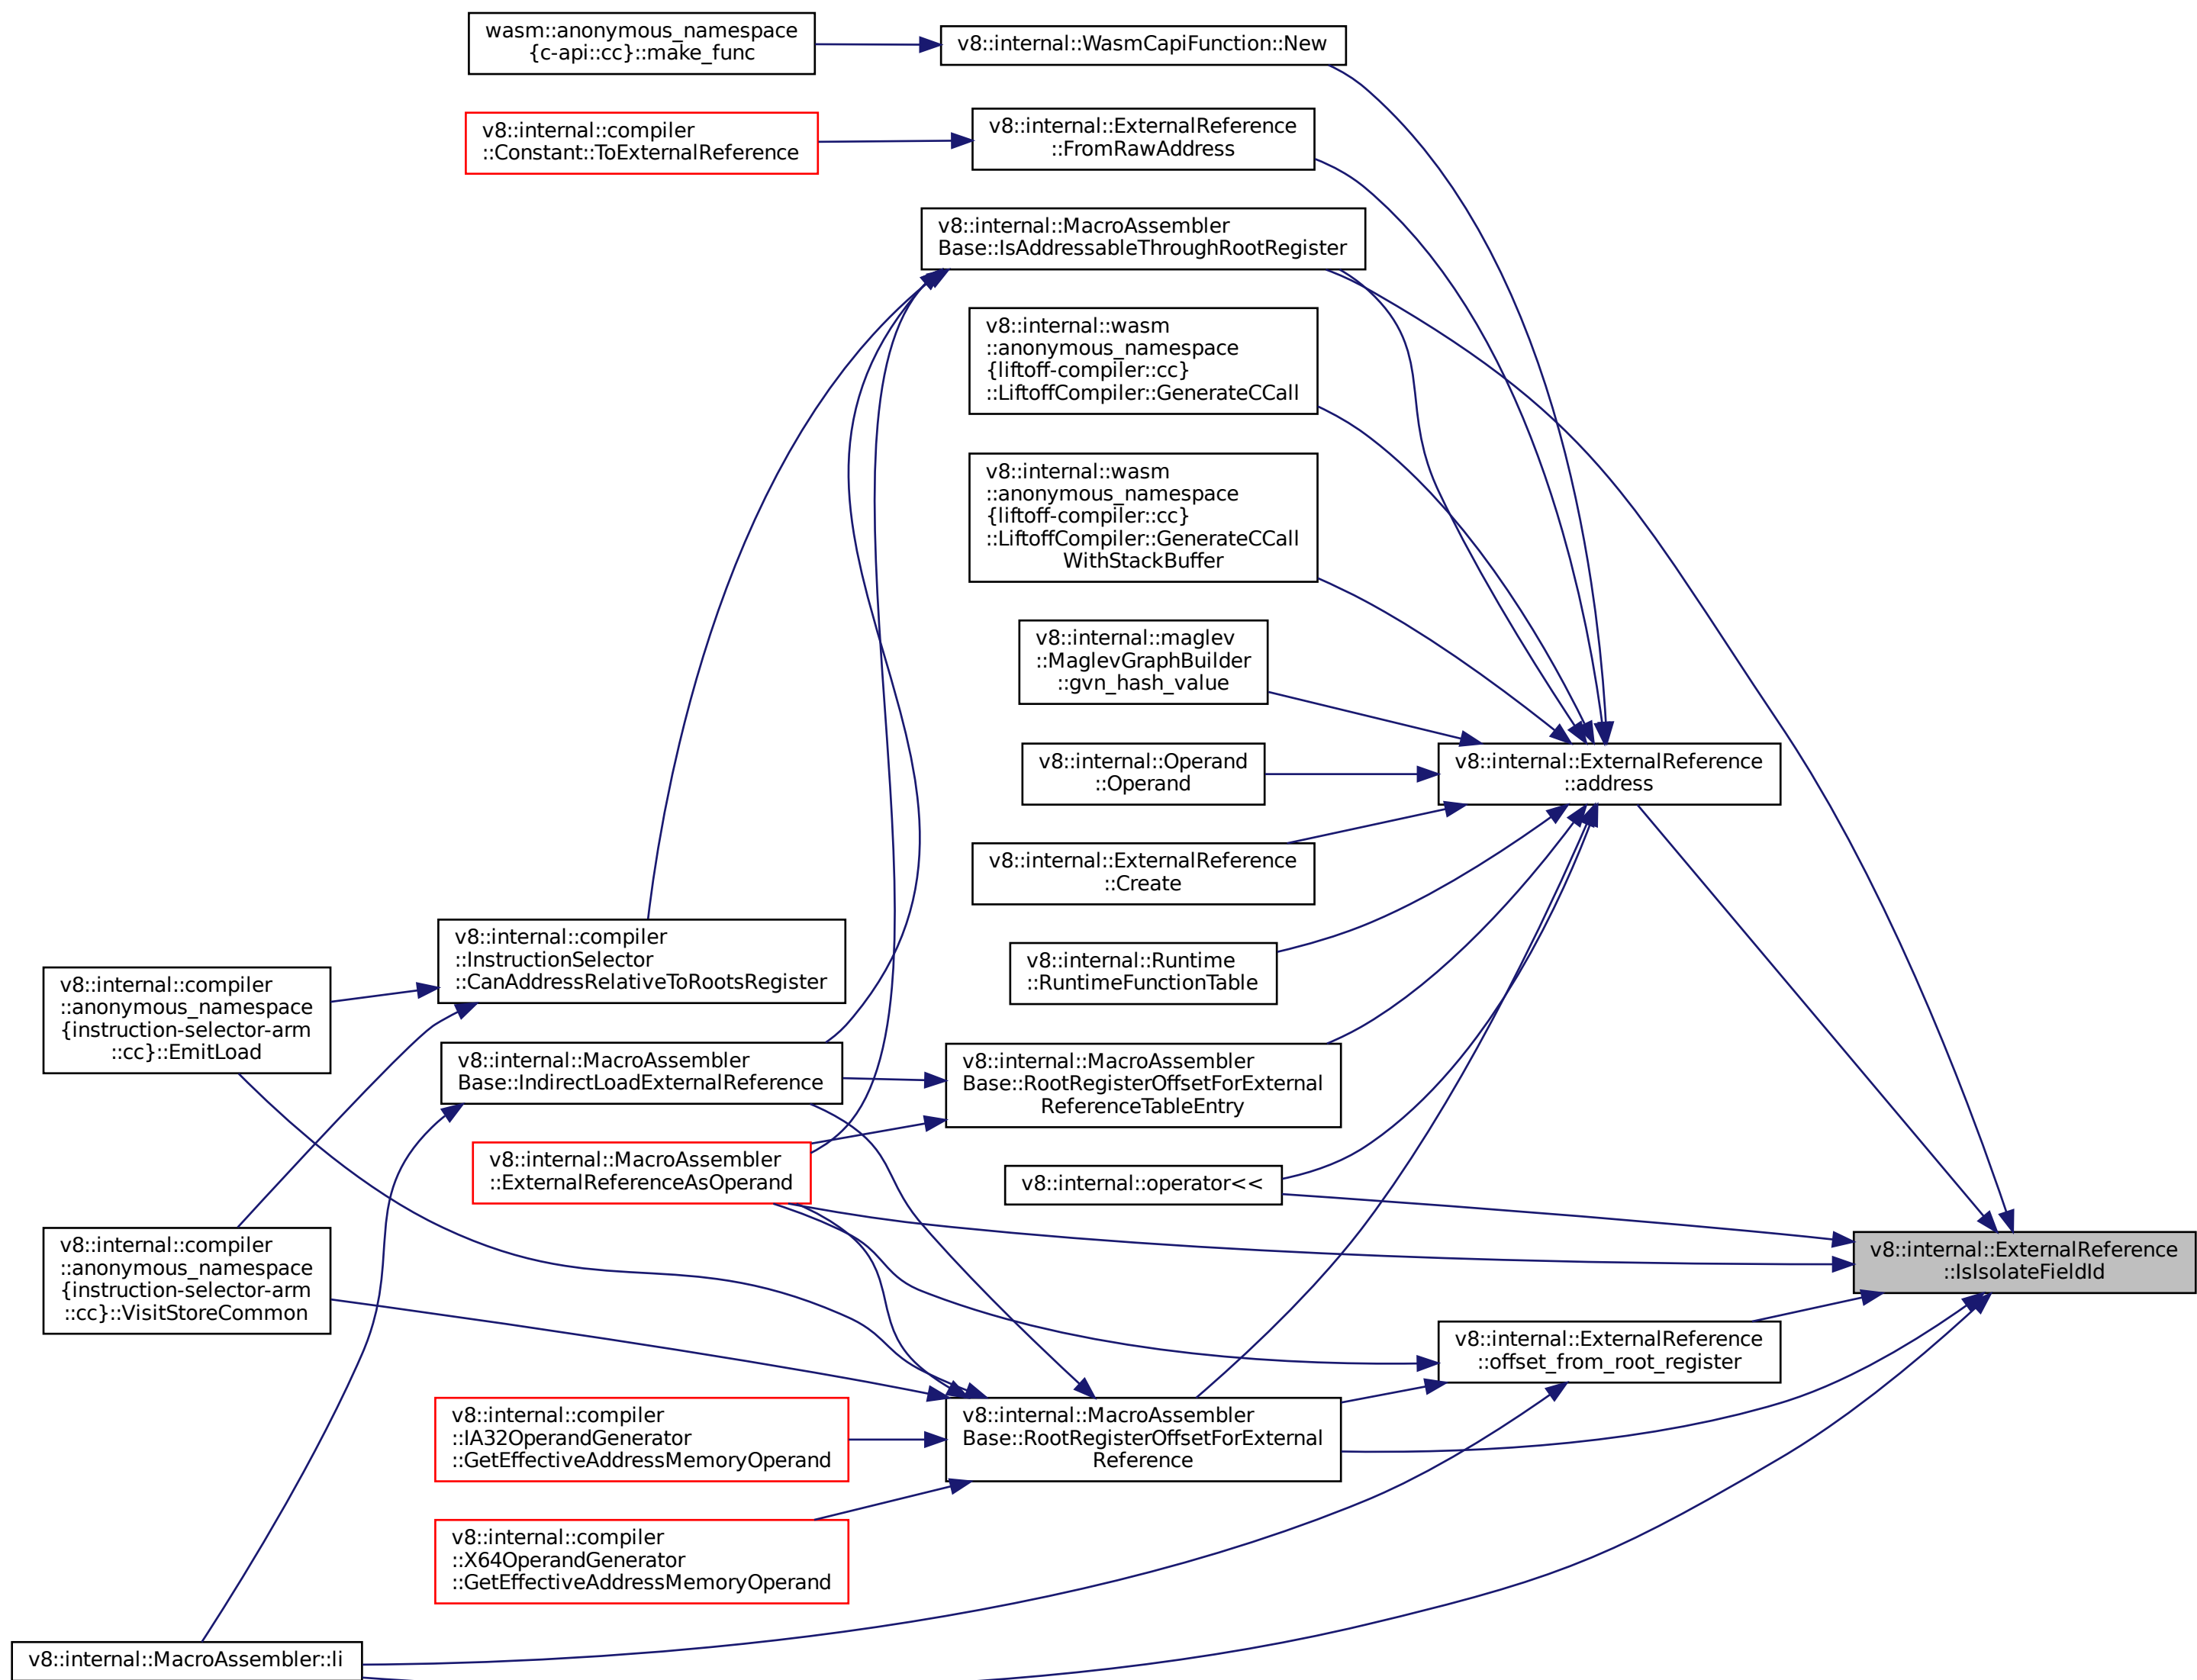 wasm::anonymous_namespace
{c-api::cc}::make_func
v8::internal::WasmCapiFunction::New
v8::internal::compiler
::Constant::ToExternalReference
v8::internal::ExternalReference
::FromRawAddress
v8::internal::MacroAssembler
Base::IsAddressableThroughRootRegister
v8::internal::wasm
::anonymous_namespace
{liftoff-compiler::cc}
::LiftoffCompiler::GenerateCCall
v8::internal::wasm
::anonymous_namespace
{liftoff-compiler::cc}
::LiftoffCompiler::GenerateCCall
WithStackBuffer
v8::internal::maglev
::MaglevGraphBuilder
::gvn_hash_value
v8::internal::Operand
::Operand
v8::internal::ExternalReference
::address
v8::internal::ExternalReference
::Create
v8::internal::compiler
::InstructionSelector
::CanAddressRelativeToRootsRegister
v8::internal::Runtime
::RuntimeFunctionTable
v8::internal::compiler
::anonymous_namespace
{instruction-selector-arm
::cc}::EmitLoad
v8::internal::MacroAssembler
Base::IndirectLoadExternalReference
v8::internal::MacroAssembler
Base::RootRegisterOffsetForExternal
ReferenceTableEntry
v8::internal::MacroAssembler
::ExternalReferenceAsOperand
v8::internal::operator<<
v8::internal::compiler
::anonymous_namespace
{instruction-selector-arm
::cc}::VisitStoreCommon
v8::internal::ExternalReference
::IsIsolateFieldId
v8::internal::ExternalReference
::offset_from_root_register
v8::internal::compiler
::IA32OperandGenerator
::GetEffectiveAddressMemoryOperand
v8::internal::MacroAssembler
Base::RootRegisterOffsetForExternal
Reference
v8::internal::compiler
::X64OperandGenerator
::GetEffectiveAddressMemoryOperand
v8::internal::MacroAssembler::li